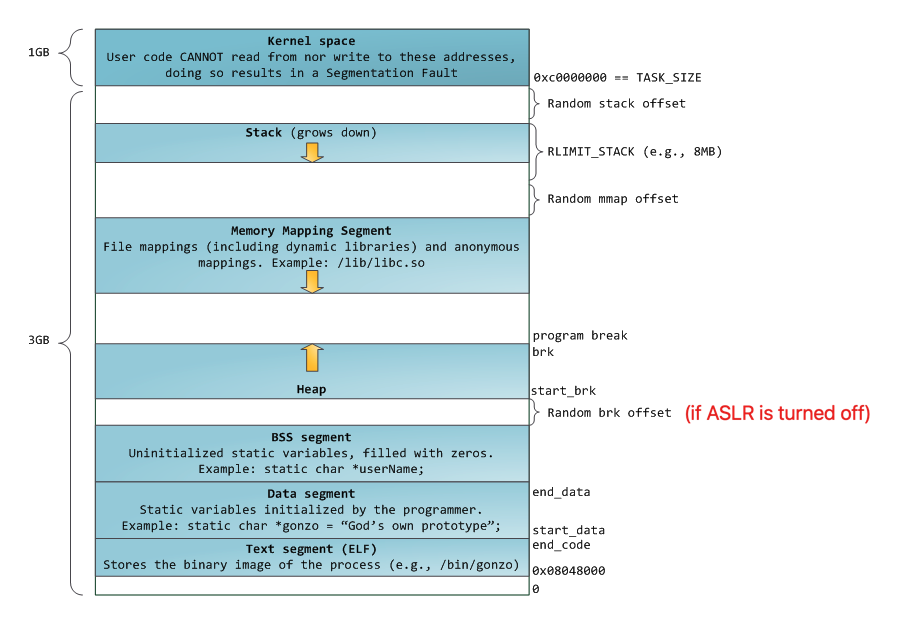 1GB
Kernel space
User code CANNOT read from nor write to these addresses,
doing so results in a Segmentation Fault
0xc0000000 == TASK_SIZE
Random stack offset
Stack (grows down)
RLIMIT_STACK (e.g., 8MB)
Random mmap offset
Memory Mapping Segment
File mappings (including dynamic libraries) and anonymous
mappings. Example: /lib/libc.so
3GB
program break
brk
Heap
start_brk
Random brk offset (if ASLR is turned off)
BSS segment
Uninitialized static variables, filled with zeros.
Example: static char *userName;
Data segment
Static variables initialized by the programmer.
Example: static char *gonzo = “God’s own prototype”;
end_data
start_data
end_code
Text segment (ELF)
Stores the binary image of the process (e.g., /bin/gonzo)
0x08048000
0